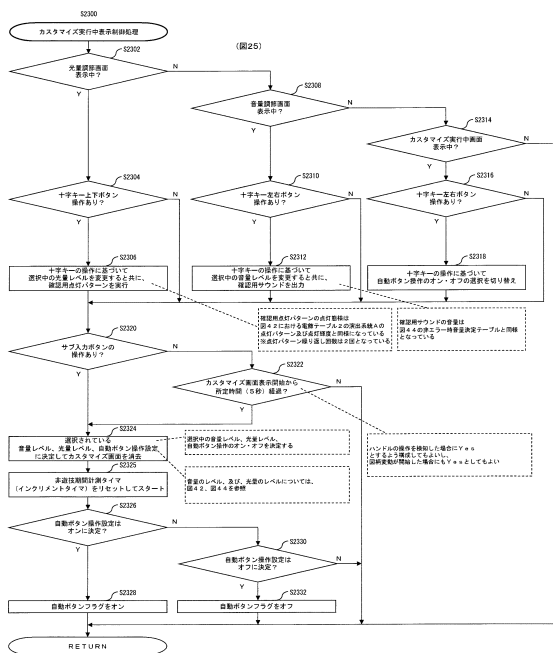 S2300
カスタマイズ実行中表示制御処理
(図25)
S2302
光量調節画面
表示中?
N
Y
S2308
音量調節画面
表示中?
N
Y
S2314
カスタマイズ実行中画面
表示中?
N
Y
S2304
十字キー上下ボタン
操作あり?
N
Y
S2310
十字キー左右ボタン
操作あり?
N
Y
S2316
十字キー左右ボタン
操作あり?
N
Y
S2306
十字キーの操作に基づいて
選択中の光量レベルを変更すると共に、
確認用点灯パターンを実行
S2312
十字キーの操作に基づいて
選択中の音量レベルを変更すると共に、
確認用サウンドを出力
S2318
十字キーの操作に基づいて
自動ボタン操作のオン・オフの選択を切り替え
確認用点灯パターンの点灯態様は
図42における電飾テーブル2の演出系統Aの
点灯パターン及び点灯輝度と同様になっている
※点灯パターン繰り返し回数は2回となっている
確認用サウンドの音量は
図44の非エラー時音量決定テーブルと同様
となっている
S2320
サブ入力ボタンの
操作あり?
N
Y
S2322
カスタマイズ画面表示開始から
所定時間(5秒)経過?
N
Y
ハンドルの操作を検知した場合にYes
とするよう構成してもよいし、
図柄変動が開始した場合にもYesとしてもよい
S2324
選択されている
音量レベル、光量レベル、自動ボタン操作設定
に決定してカスタマイズ画面を消去
選択中の音量レベル、光量レベル、
自動ボタン操作のオン・オフを決定する
S2325
非遊技期間計測タイマ
(インクリメントタイマ)をリセットしてスタート
音量のレベル、及び、光量のレベルについては、
図42、図44を参照
S2326
自動ボタン操作設定は
オンに決定?
N
Y
S2330
自動ボタン操作設定は
オフに決定?
N
Y
S2328
自動ボタンフラグをオン
S2332
自動ボタンフラグをオフ
RETURN